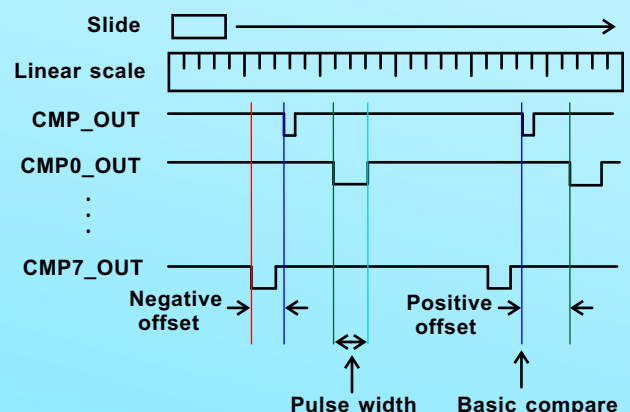 Slide
Linear scale
CMP_OUT
CMP0_OUT
CMP7_OUT
Negative
offset
Positive
offset
Pulse width
Basic compare